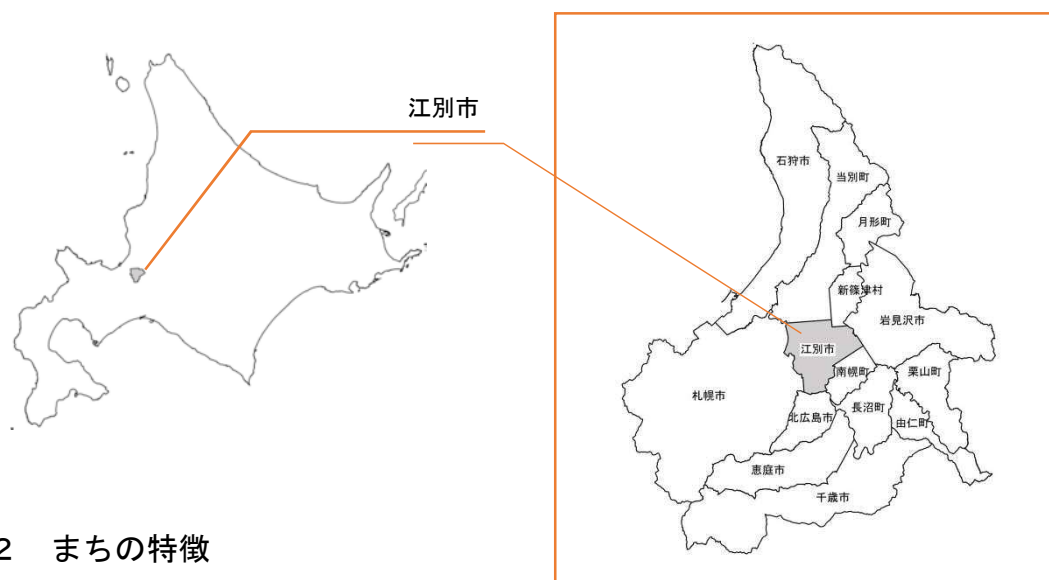 江別市
石狩市
当別町
月形町
新篠津村
岩見沢市
江別市
南幌町
栗山町
札幌市
長沼町
北広島市
由仁町
恵庭市
千歳市
2 まちの特徴